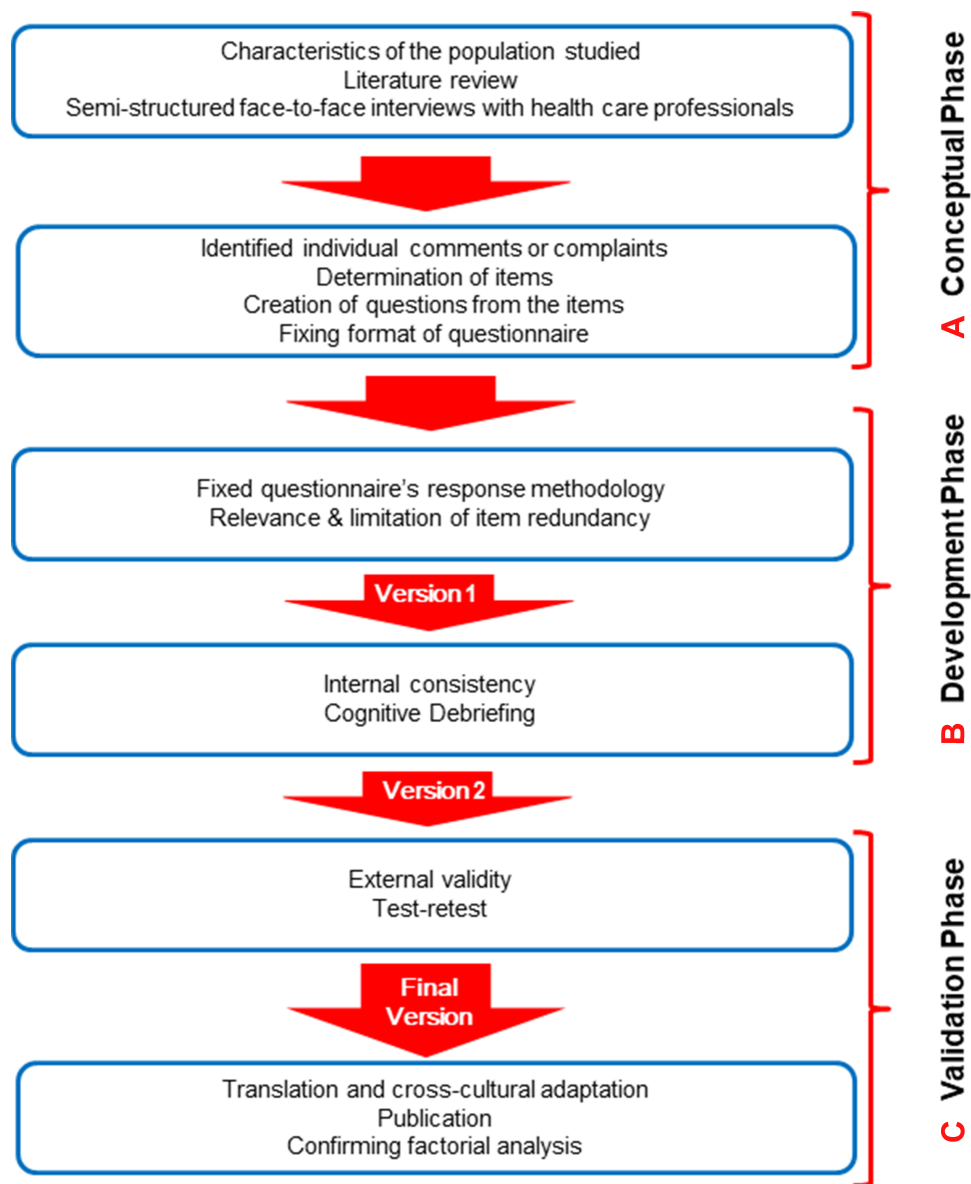 Characteristics of the population studied
Literature review
Semi-structured face-to-face interviews with health care professionals
Identified individual comments or complaints
Determination of items
Creation of questions from the items
Fixing format of questionnaire
A Conceptual Phase
Fixed questionnaire's response methodology
Relevance & limitation of item redundancy
Version 1
Internal consistency
Cognitive Debriefing
B Development Phase
Version 2
External validity
Test-retest
Final
Version
Translation and cross-cultural adaptation
Publication
Confirming factorial analysis
C Validation Phase